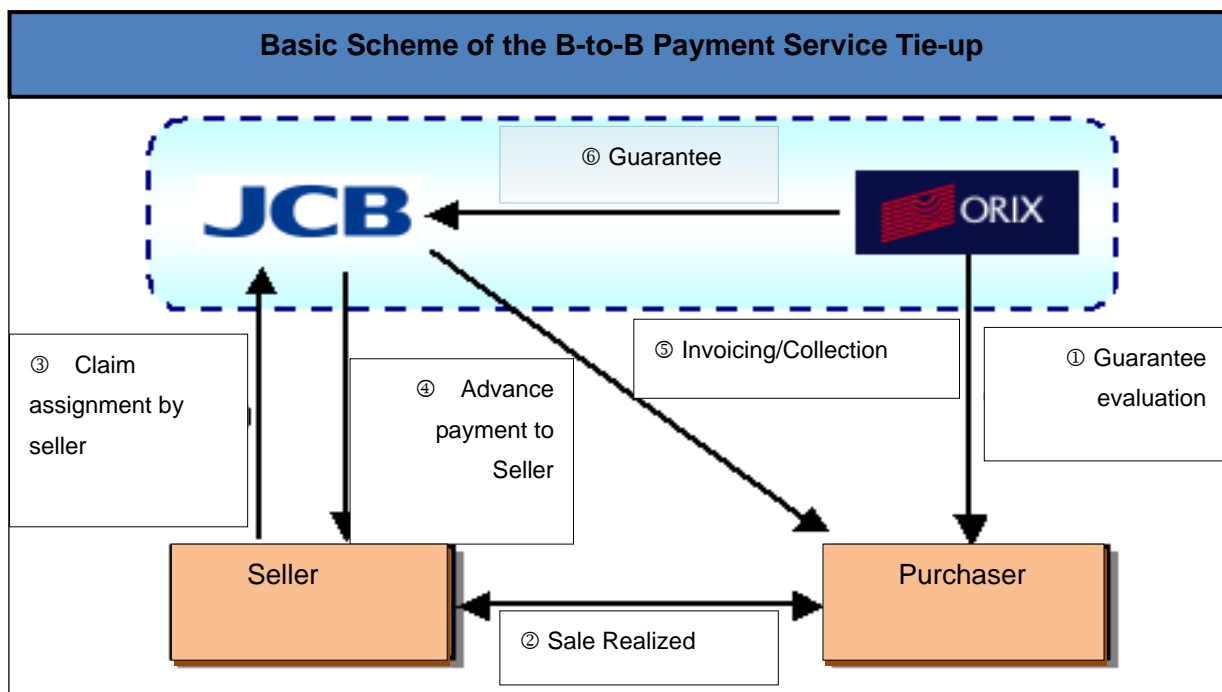 Basic Scheme of the B-to-B Payment Service Tie-up
⑥ Guarantee
JCB
ORIX
③ Claim
assignment by
seller
④ Advance
payment to
Seller
⑤ Invoicing/Collection
① Guarantee
evaluation
Seller
Purchaser
② Sale Realized